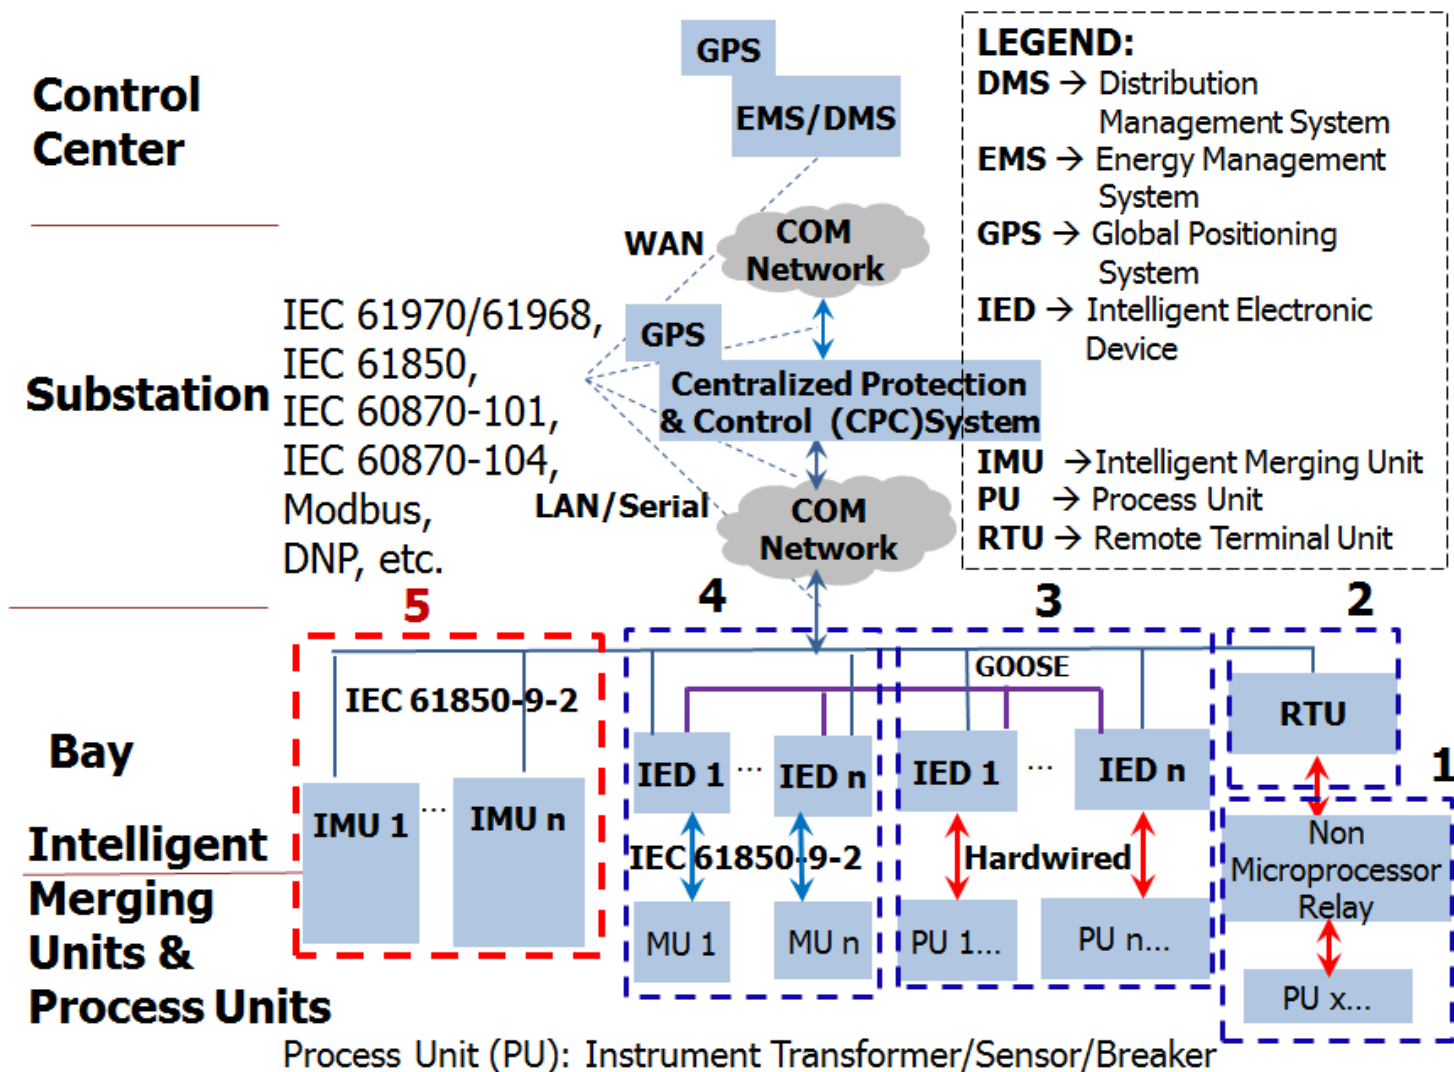 Control
Center
GPS
EMS/DMS
WAN
COM
Network
LEGEND:
DMS → Distribution
Management System
EMS → Energy Management
System
GPS → Global Positioning
System
IED → Intelligent Electronic
Device
IMU →Intelligent Merging Unit
PU → Process Unit
RTU → Remote Terminal Unit
Substation
IEC 61970/61968,
IEC 61850,
IEC 60870-101,
IEC 60870-104,
Modbus,
DNP, etc.
GPS
Centralized Protection
& Control (CPC)System
LAN/Serial
COM
Network
5
4
3
2
1
Bay
Intelligent
Merging
Units &
Process Units
IEC 61850-9-2
IMU 1
...
IMU n
GOOSE
IED 1
...
IED n
IEC 61850-9-2
MU 1
MU n
IED 1
...
IED n
Hardwired
PU 1...
PU n...
RTU
Non
Microprocessor
Relay
PU x...
Process Unit (PU): Instrument Transformer/Sensor/Breaker